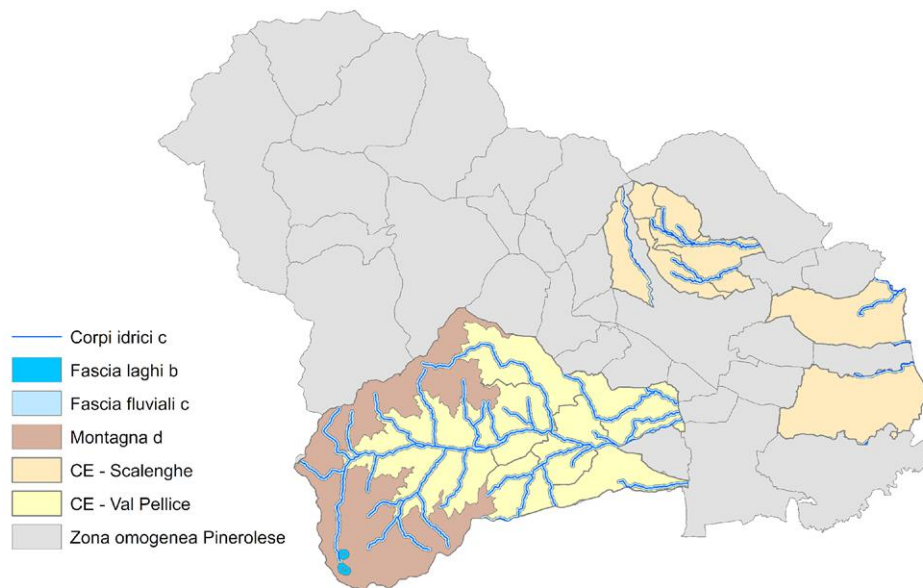 Corpi idrici c
Fascia laghi b
Fascia fluviali c
Montagna d
CE - Scalenghe
CE - Val Pellice
Zona omogenea Pinerolese